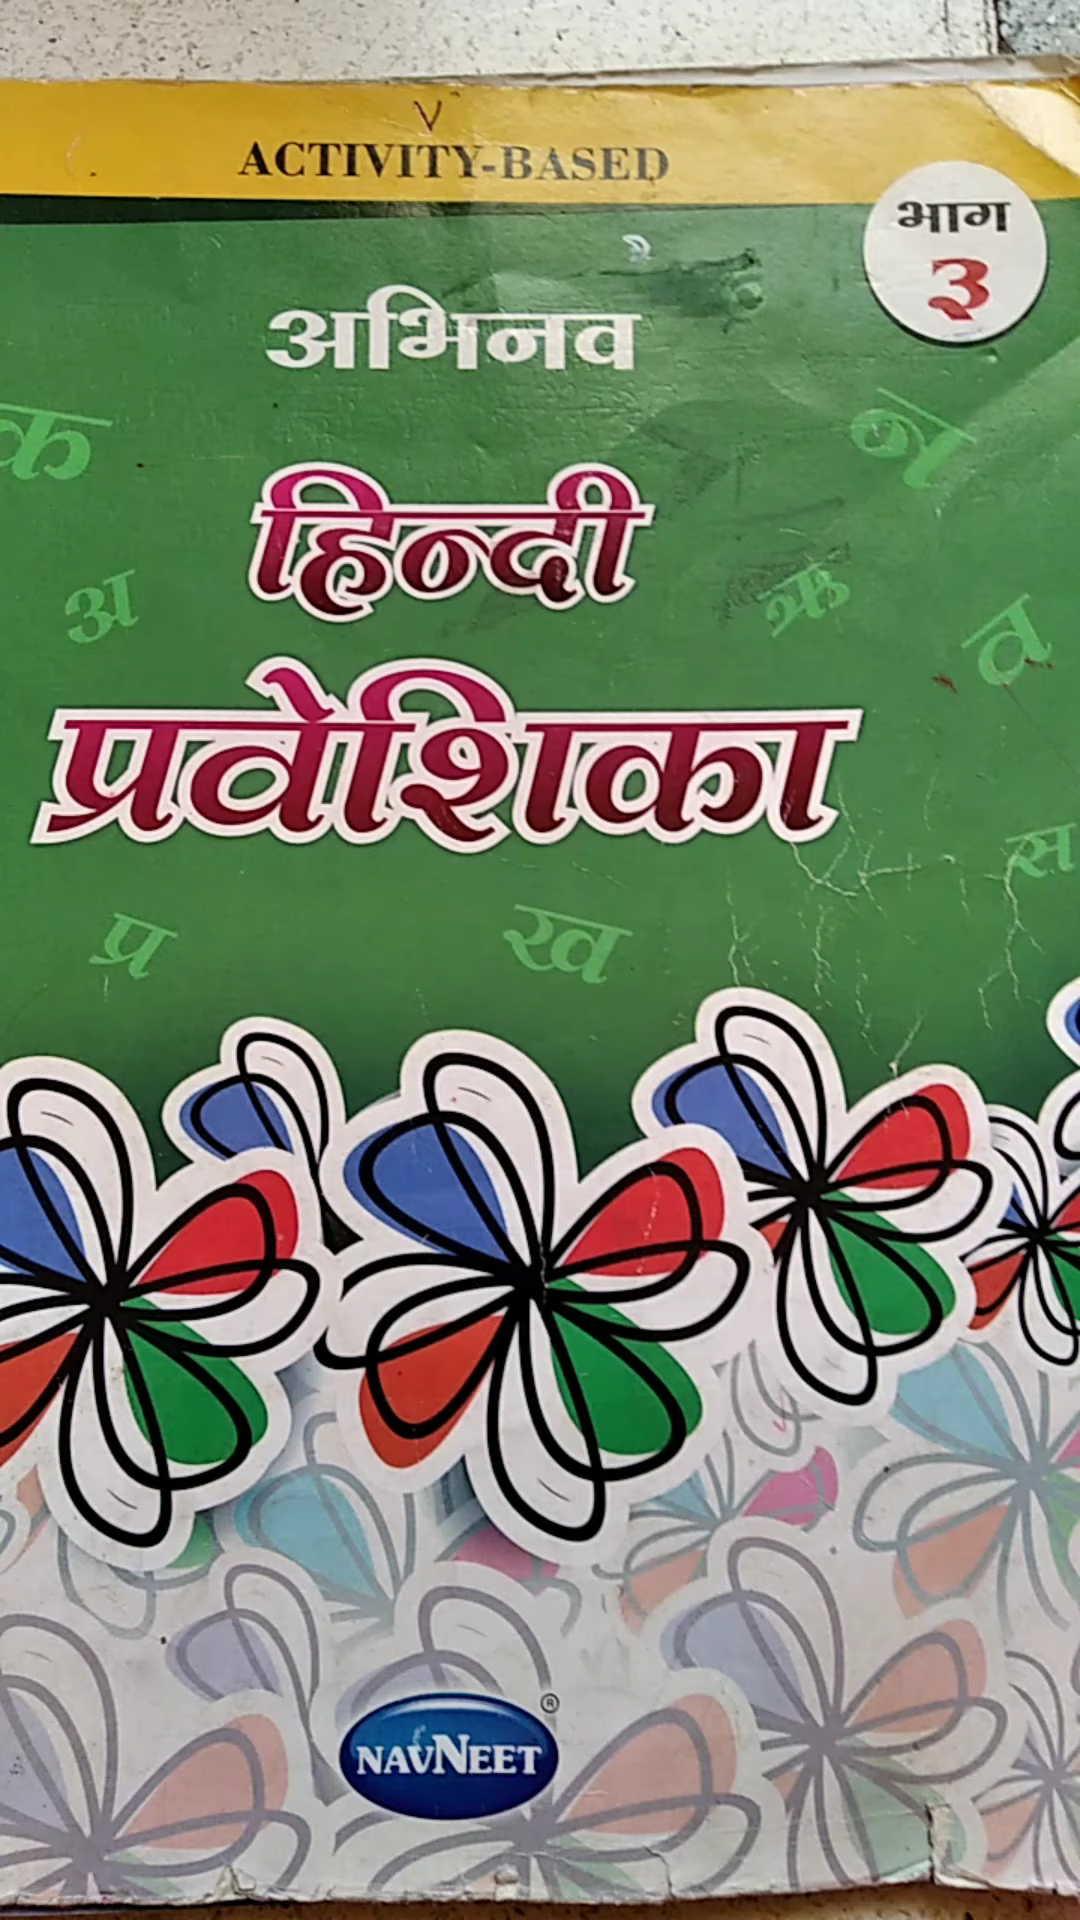 ACTIVITY-BASED
भाग
३
अभिनव
क
न
हिन्दी
अ
क
व
प्रवेशिका
स
प्र
ख
NAVNEET
®